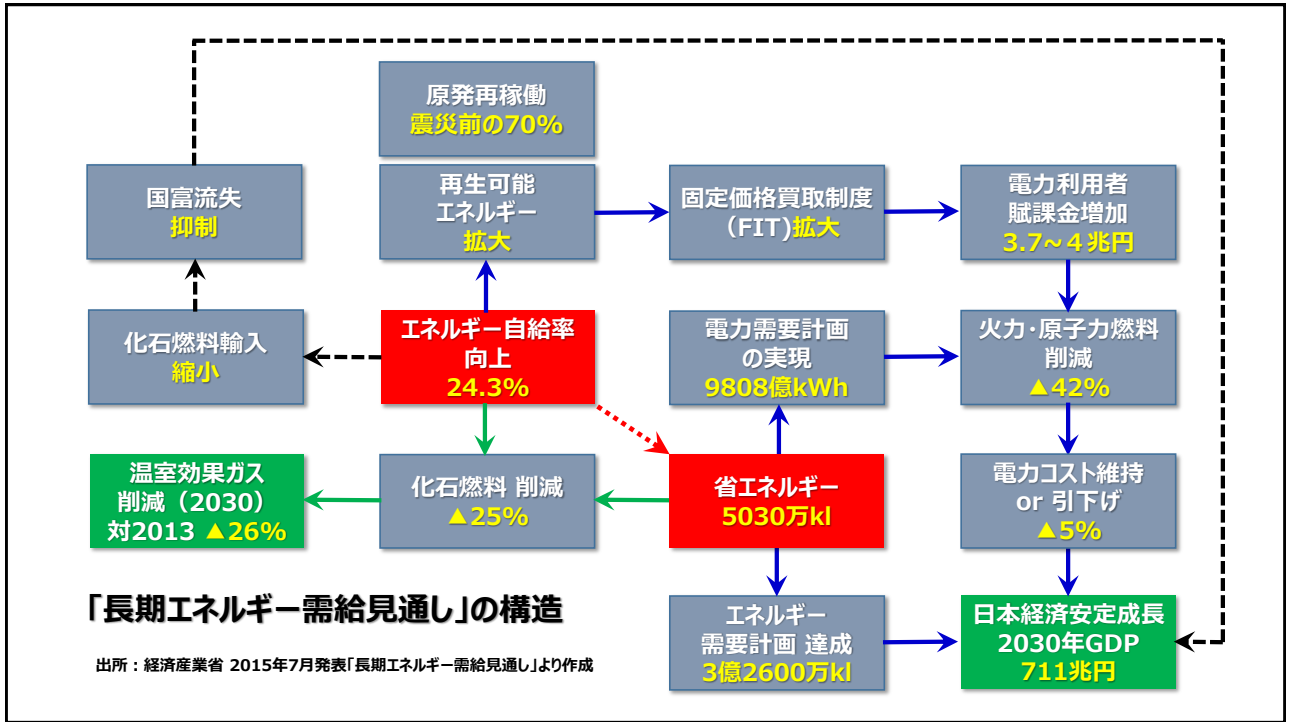 原発再稼働
震災前の70%
国富流失
抑制
再生可能
エネルギー
拡大
固定価格買取制度
（FIT)拡大
電力利用者
賦課金増加
3.7~４兆円
化石燃料輸入
縮小
エネルギー自給率
向上
24.3%
電力需要計画
の実現
9808億kWh
火力・原子力燃料
削減
▲42%
温室効果ガス
削減（2030）
対2013 ▲26%
化石燃料 削減
▲25%
省エネルギー
5030万kl
電力コスト維持
or 引下げ
▲5%
「長期エネルギー需給見通し」の構造
出所：経済産業省 2015年7月発表「長期エネルギー需給見通し」より作成
エネルギー
需要計画 達成
3億2600万kl
日本経済安定成長
2030年GDP
711兆円